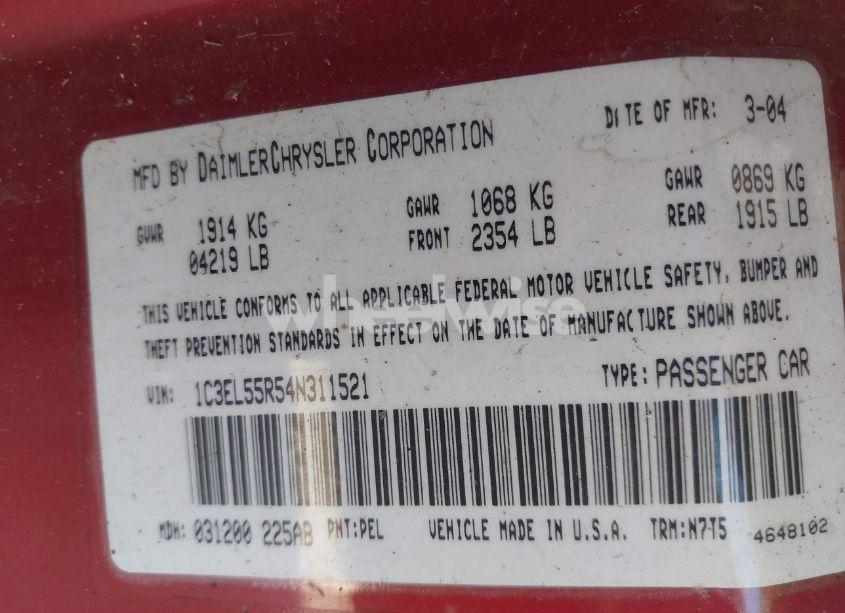 MFD BY DAIMLERCHRYSLER CORPORATION DATE OF MFR: 3-04
GVWR 1914 KG GAWR 1068 KG GAWR 0869 KG
04219 LB FRONT 2354 LB REAR 1915 LB
THIS VEHICLE CONFORMS TO ALL APPLICABLE FEDERAL MOTOR VEHICLE SAFETY, BUMPER AND
THEFT PREVENTION STANDARDS IN EFFECT ON THE DATE OF MANUFACTURE SHOWN ABOVE.
VIN: 1C3EL55R54N311521 TYPE: PASSENGER CAR
MDH: 031200 225AB PNT:PEL VEHICLE MADE IN U.S.A. TRM:N7T5 4648102
wheelwise